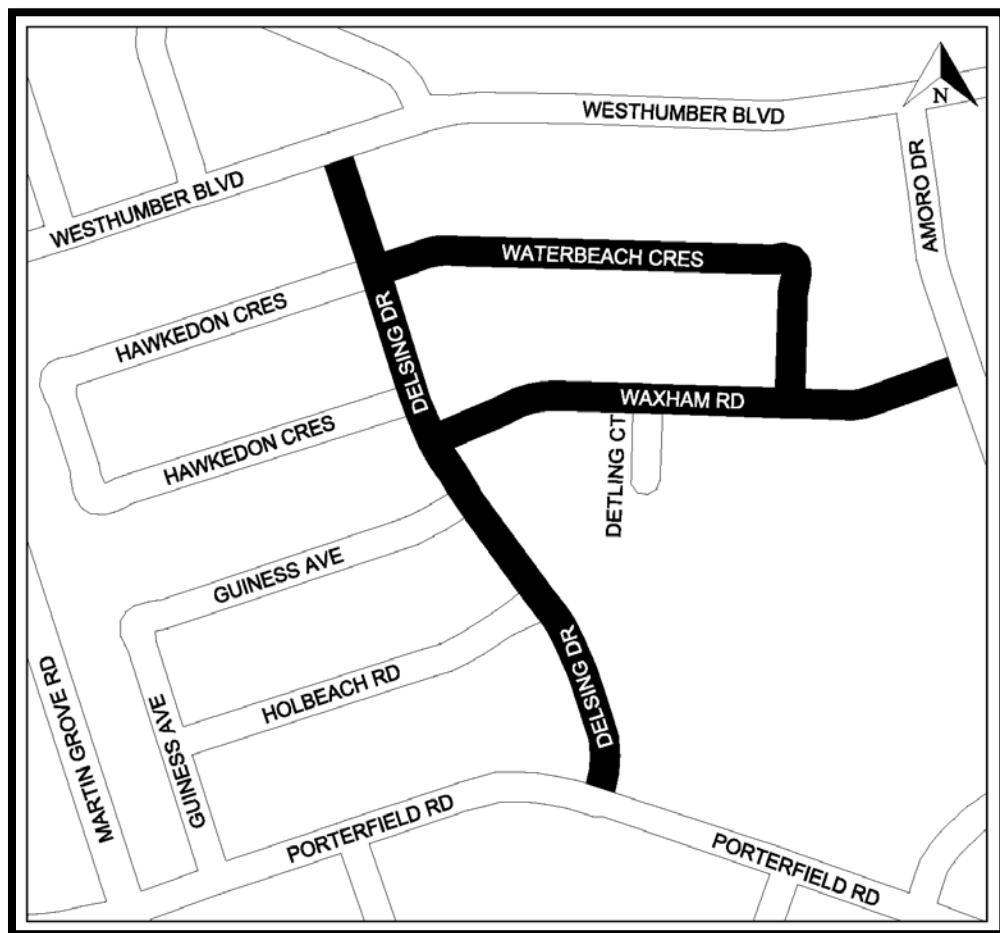 WESTHUMBER BLVD
N
WESTHUMBER BLVD
AMORO DR
WATERBEACH CRES
HAWKEDON CRES
DELSING DR
WAXHAM RD
HAWKEDON CRES
DETLING CT
GUINESS AVE
DELSING DR
HOLBEACH RD
MARTIN GROVE RD
GUINESS AVE
PORTERFIELD RD
PORTERFIELD RD